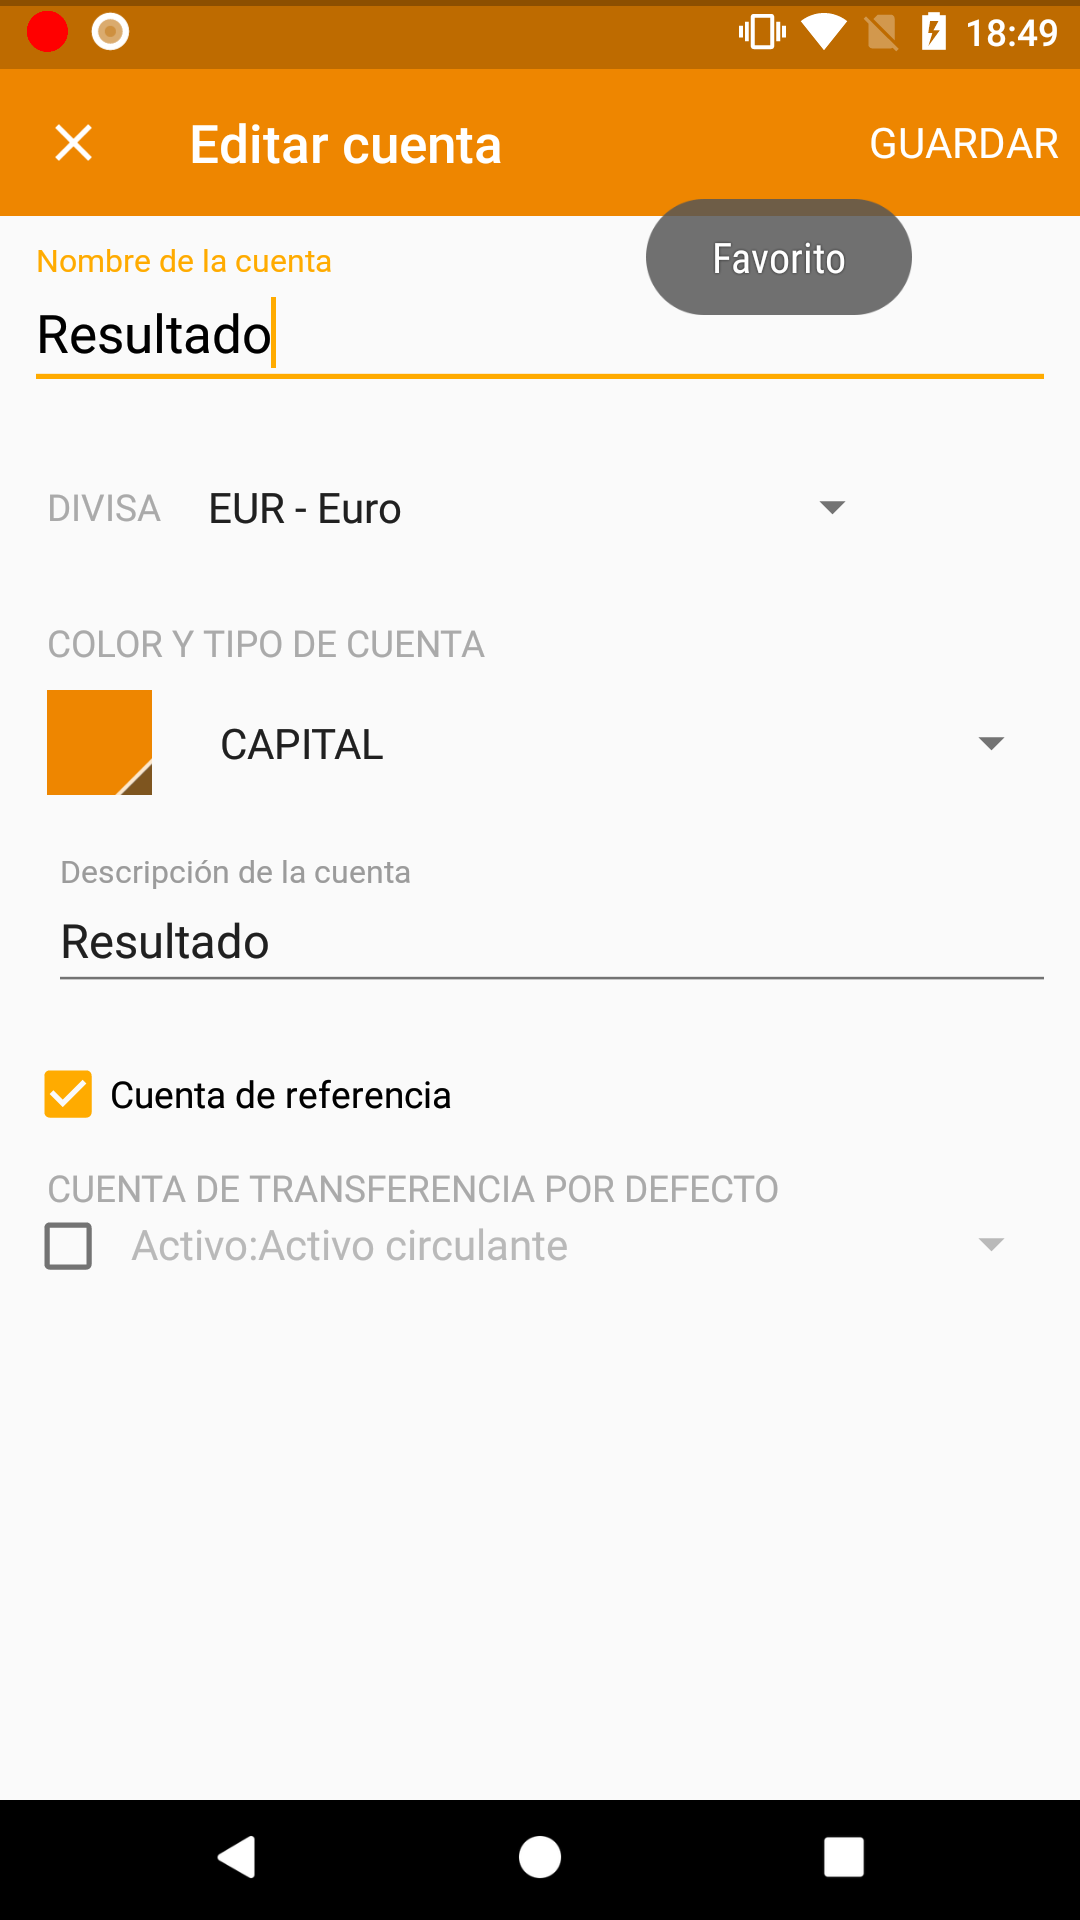 18:49
Editar cuenta
GUARDAR
Favorito
Nombre de la cuenta
Resultado
DIVISA EUR - Euro
COLOR Y TIPO DE CUENTA
CAPITAL
Descripción de la cuenta
Resultado
Cuenta de referencia
CUENTA DE TRANSFERENCIA POR DEFECTO
Activo:Activo circulante